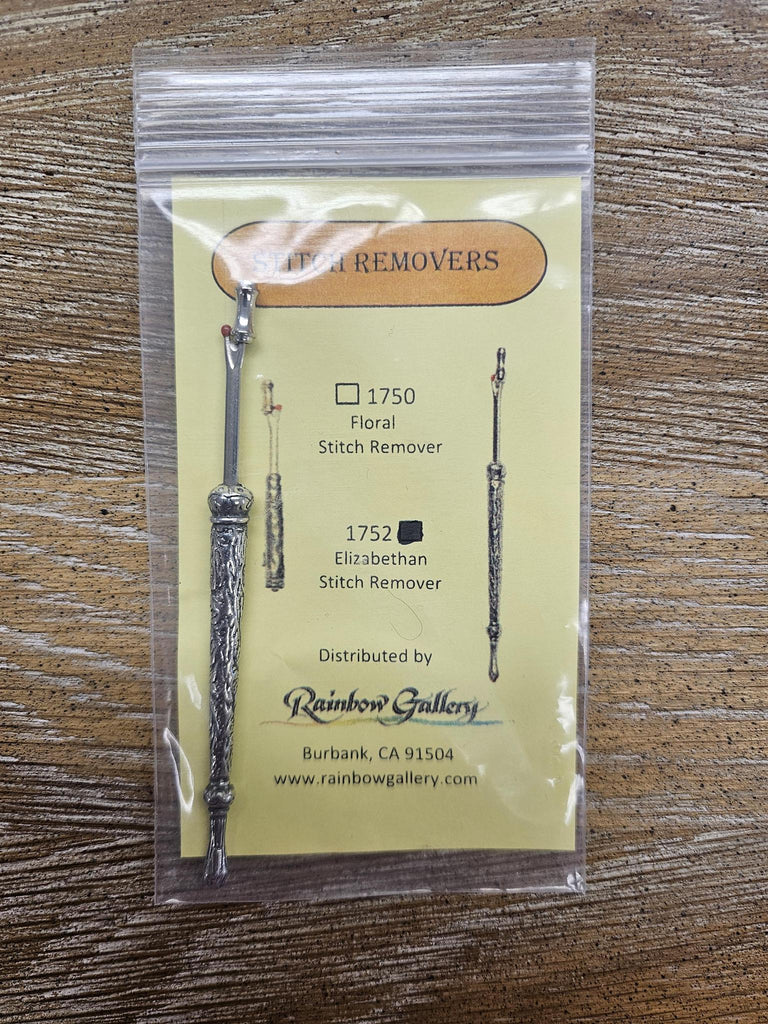 STITCH REMOVERS
1750
Floral
Stitch Remover
1752
Elizabethan
Stitch Remover
Distributed by
Rainbow Gallery
Burbank, CA 91504
www.rainbowgallery.com